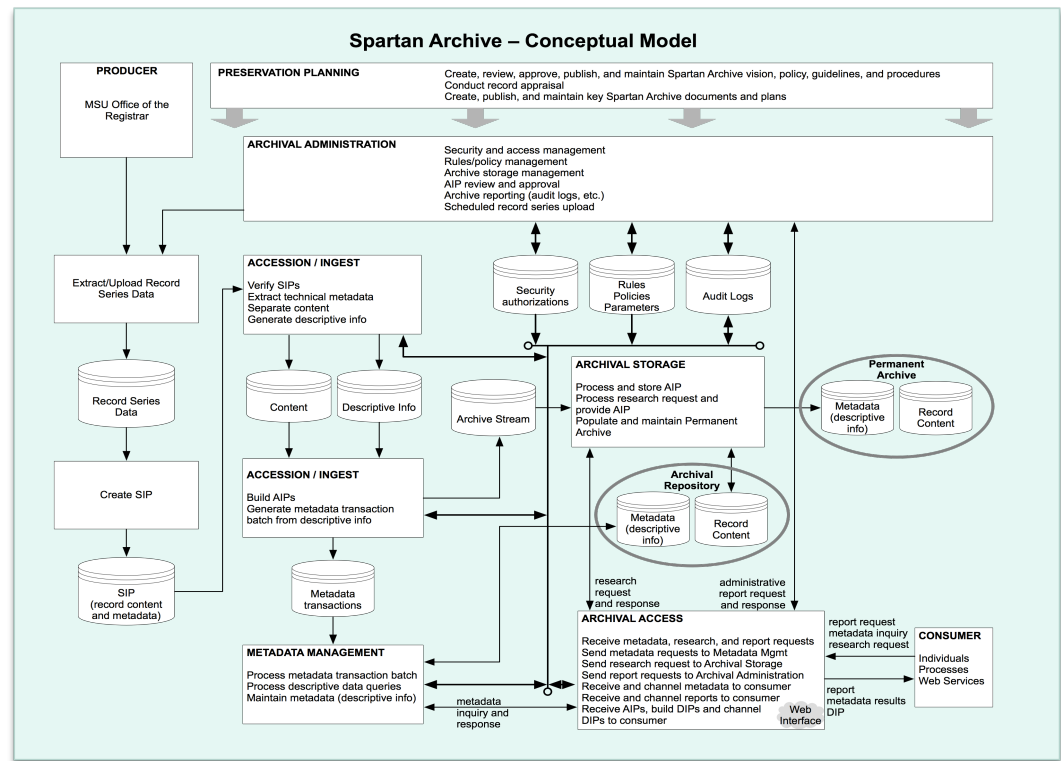 Spartan Archive – Conceptual Model
PRODUCER
MSU Office of the
Registrar
PRESERVATION PLANNING
Create, review, approve, publish, and maintain Spartan Archive vision, policy, guidelines, and procedures
Conduct record appraisal
Create, publish, and maintain key Spartan Archive documents and plans
ARCHIVAL ADMINISTRATION
Security and access management
Rules/policy management
Archive storage management
AIP review and approval
Archive reporting (audit logs, etc.)
Scheduled record series upload
Extract/Upload Record
Series Data
ACCESSION / INGEST
Verify SIPs
Extract technical metadata
Separate content
Generate descriptive info
Security
authorizations
Rules
Policies
Parameters
Audit Logs
Record Series
Data
Content
Descriptive Info
Archive Stream
ARCHIVAL STORAGE
Process and store AIP
Process research request and
provide AIP
Populate and maintain Permanent
Archive
Permanent
Archive
Metadata
(descriptive
info)
Record
Content
Create SIP
ACCESSION / INGEST
Build AIPs
Generate metadata transaction
batch from descriptive info
Archival
Repository
Metadata
(descriptive
info)
Record
Content
SIP
(record content
and metadata)
Metadata
transactions
research
request
and response
administrative
report request
and response
METADATA MANAGEMENT
Process metadata transaction batch
Process descriptive data queries
Maintain metadata (descriptive info)
metadata
inquiry and
response
ARCHIVAL ACCESS
Receive metadata, research, and report requests
Send metadata requests to Metadata Mgmt
Send research request to Archival Storage
Send report requests to Archival Administration
Receive and channel metadata to consumer
Receive and channel reports to consumer
Receive AIPs, build DIPs and channel
DIPs to consumer
Web
Interface
report request
metadata inquiry
research request
report
metadata results
DIP
CONSUMER
Individuals
Processes
Web Services